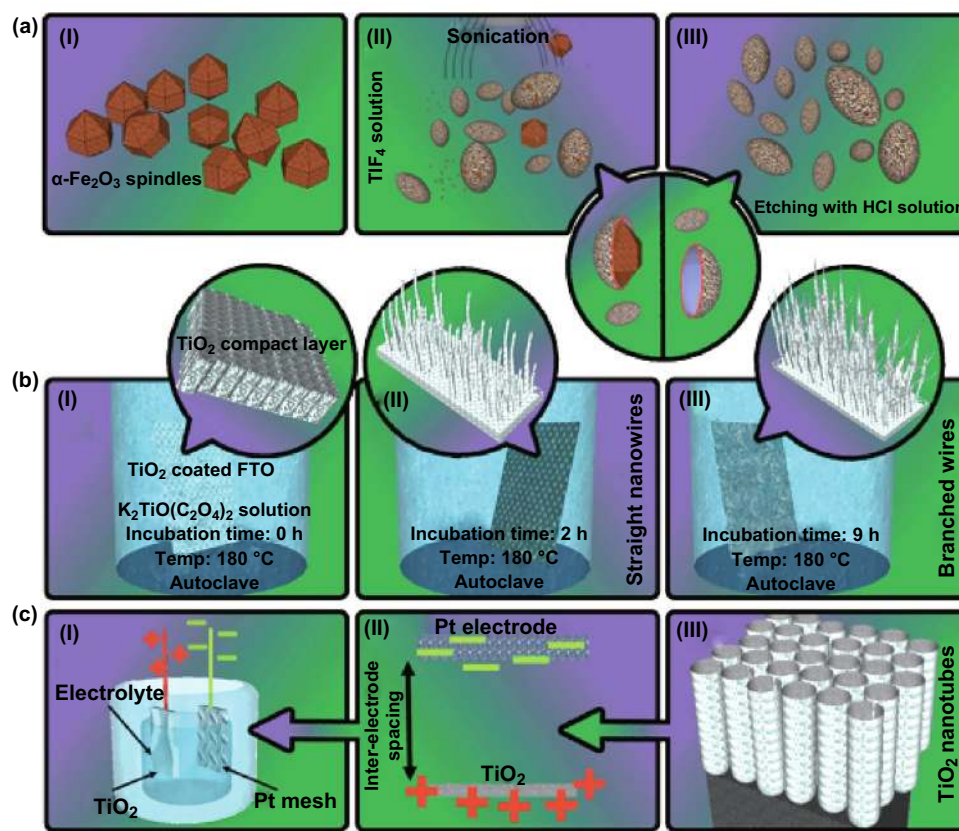 (a)
(I)
α-Fe₂O₃ spindles
(II)
Sonication
TIF₄ solution
(III)
Etching with HCl solution
(b)
(I)
TiO₂ compact layer
TiO₂ coated FTO
K₂TiO(C₂O₄)₂ solution
Incubation time: 0 h
Temp: 180 °C
Autoclave
(II)
Incubation time: 2 h
Temp: 180 °C
Autoclave
Straight nanowires
(III)
Incubation time: 9 h
Temp: 180 °C
Autoclave
Branched wires
(c)
(I)
Electrolyte
TiO₂
Pt mesh
(II)
Pt electrode
Inter-electrode
spacing
TiO₂
(III)
TiO₂ nanotubes